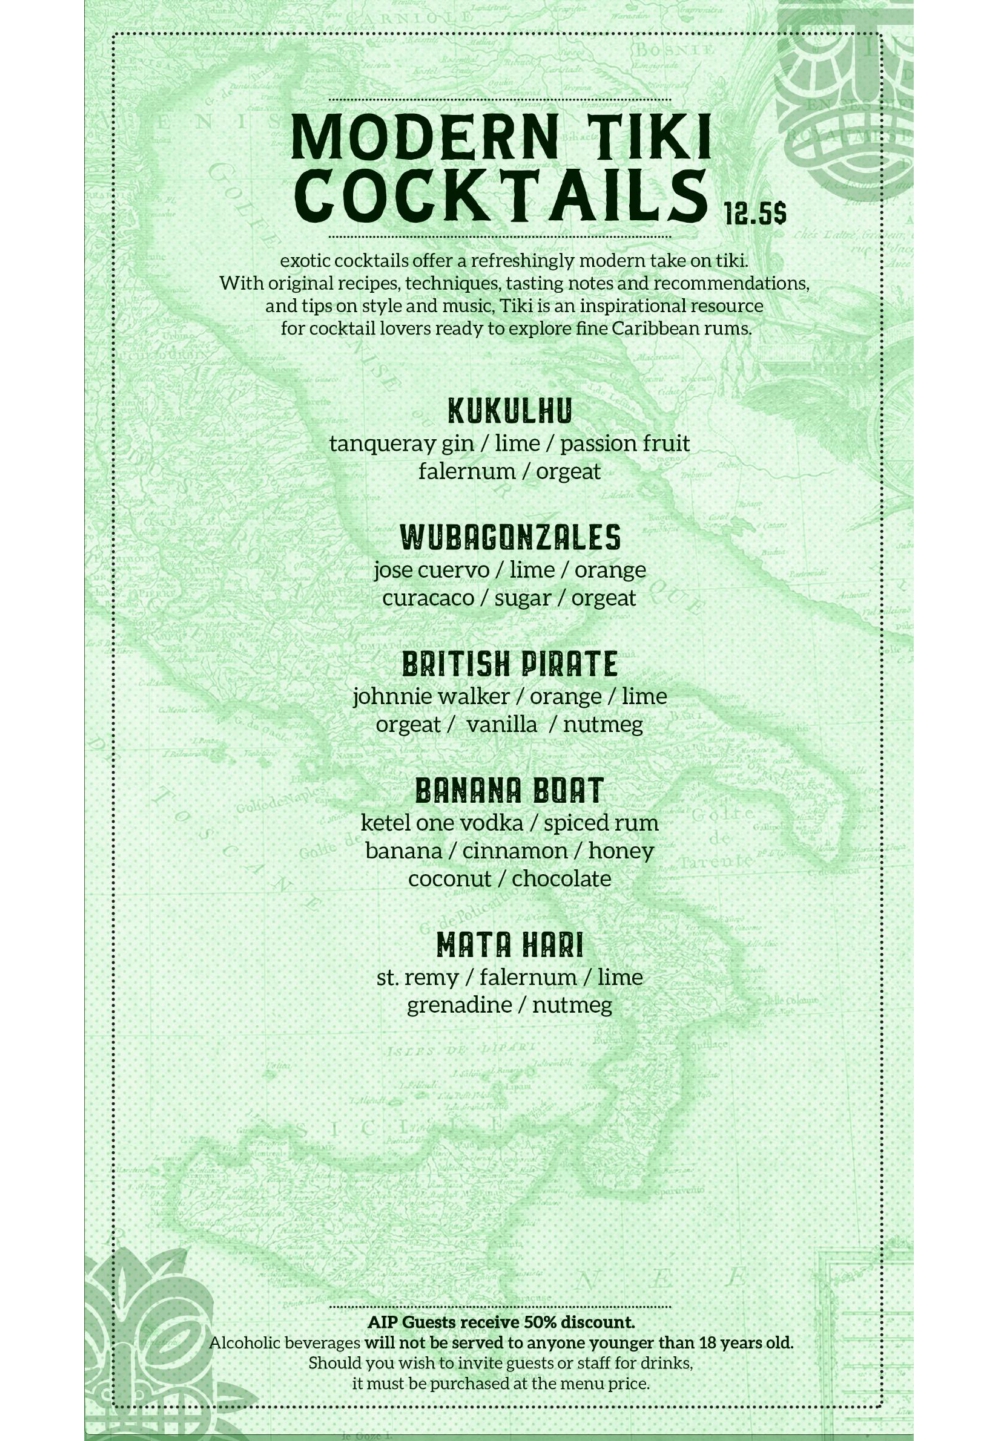 MODERN TIKI
COCKTAILS 12.5$
exotic cocktails offer a refreshingly modern take on tiki.
With original recipes, techniques, tasting notes and recommendations,
and tips on style and music, Tiki is an inspirational resource
for cocktail lovers ready to explore fine Caribbean rums.
KUKULHU
tanqueray gin / lime / passion fruit
falernum / orgeat
WUBAGONZALES
jose cuervo / lime / orange
curacaco / sugar / orgeat
BRITISH PIRATE
johnnie walker / orange / lime
orgeat / vanilla / nutmeg
BANANA BOAT
ketel one vodka / spiced rum
banana / cinnamon / honey
coconut / chocolate
MATA HARI
st. remy / falernum / lime
grenadine / nutmeg
ISLES DE LIPARI
AIP Guests receive 50% discount.
Alcoholic beverages will not be served to anyone younger than 18 years old.
Should you wish to invite guests or staff for drinks,
it must be purchased at the menu price.